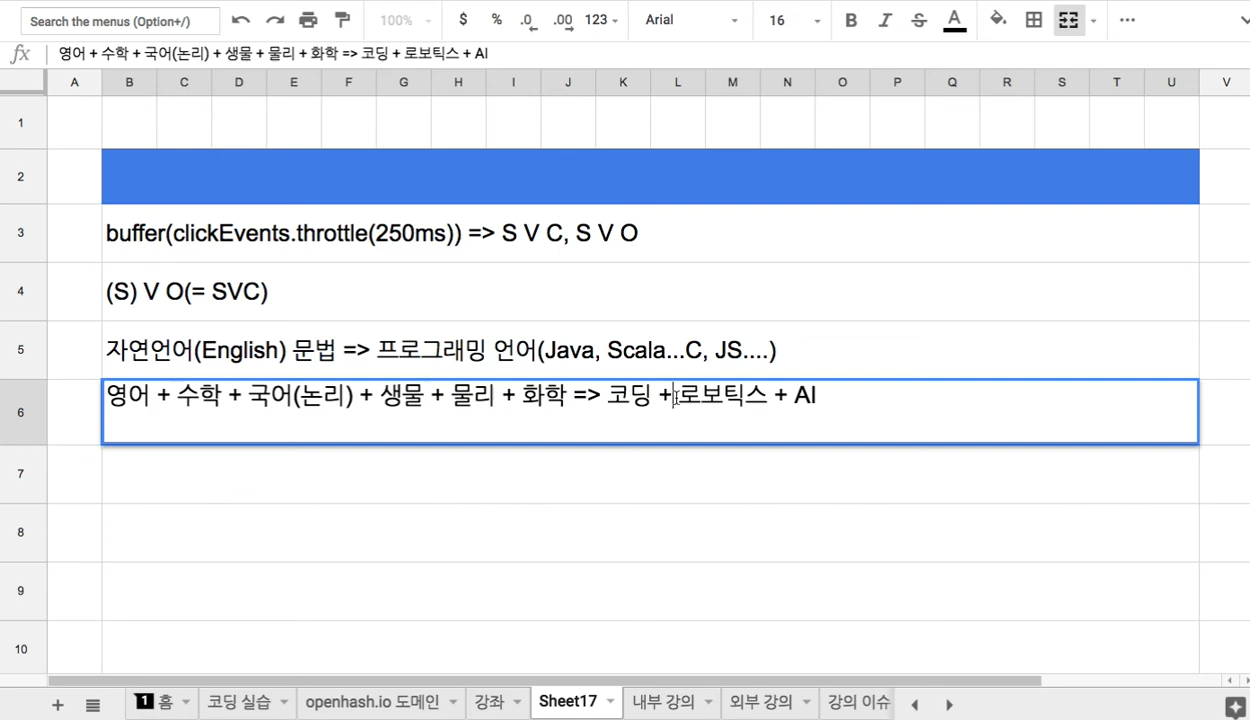 Search the menus (Option+/)
100% $ % .0 .00 123 Arial 16 B I S A
fx 영어 + 수학 + 국어(논리) + 생물 + 물리 + 화학 => 코딩 + 로보틱스 + AI
A B C D E F G H I J K L M N O P Q R S T U V
1
2
3 buffer(clickEvents.throttle(250ms)) => S V C, S V O
4 (S) V O(= SVC)
5 자연언어(English) 문법 => 프로그래밍 언어(Java, Scala...C, JS....)
6 영어 + 수학 + 국어(논리) + 생물 + 물리 + 화학 => 코딩 + 로보틱스 + AI
7
8
9
10
1 홈 코딩 실습 openhash.io 도메인 강좌 Sheet17 내부 강의 외부 강의 강의 이슈